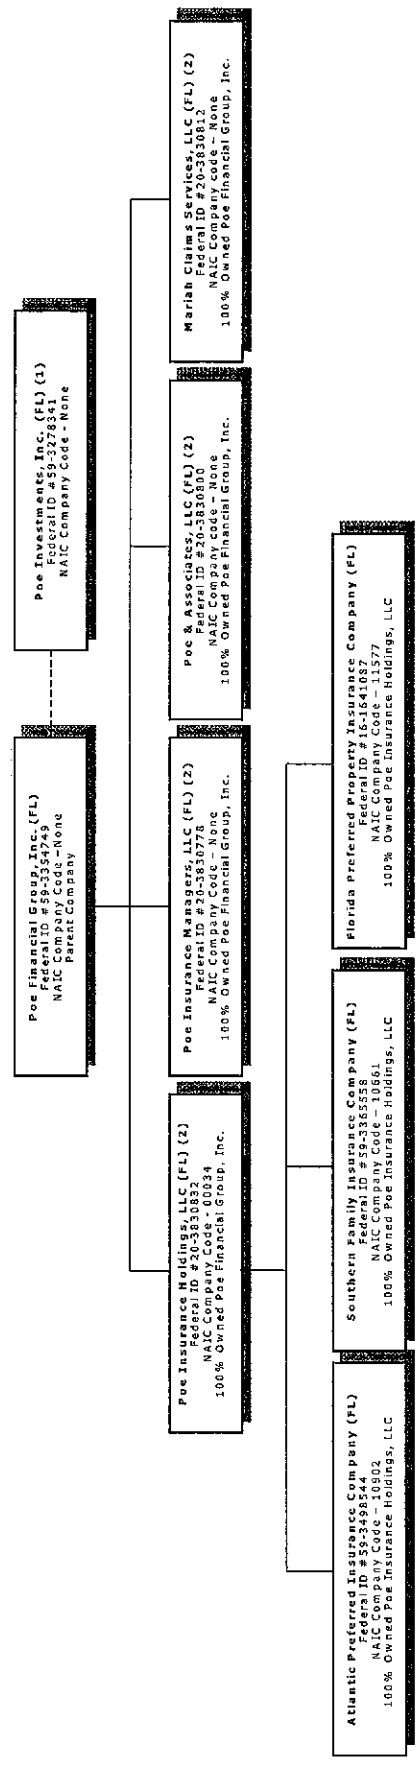 Poe Financial Group, Inc. (FL)
Federal ID #59-3354749
NAIC Company Code - None
Parent Company
Poe Investments, Inc. (FL) (1)
Federal ID #59-3278341
NAIC Company Code - None
Poe Insurance Holdings, LLC (FL) (2)
Federal ID #20-3830832
NAIC Company Code - 00034
100% Owned Poe Financial Group, Inc.
Poe Insurance Managers, LLC (FL) (2)
Federal ID #20-3830778
NAIC Company Code - None
100% Owned Poe Financial Group, Inc.
Poe & Associates, LLC (FL) (2)
Federal ID #20-3830800
NAIC Company code - None
100% Owned Poe Financial Group, Inc.
Mariah Claims Services, LLC (FL) (2)
Federal ID #20-3830812
NAIC Company code - None
100% Owned Poe Financial Group, Inc.
Atlantic Preferred Insurance Company (FL)
Federal ID #59-3498544
NAIC Company Code - 10902
100% Owned Poe Insurance Holdings, LLC
Southern Family Insurance Company (FL)
Federal ID #59-3365558
NAIC Company Code - 10661
100% Owned Poe Insurance Holdings, LLC
Florida Preferred Property Insurance Company (FL)
Federal ID #16-1641087
NAIC Company Code - 11577
100% Owned Poe Insurance Holdings, LLC